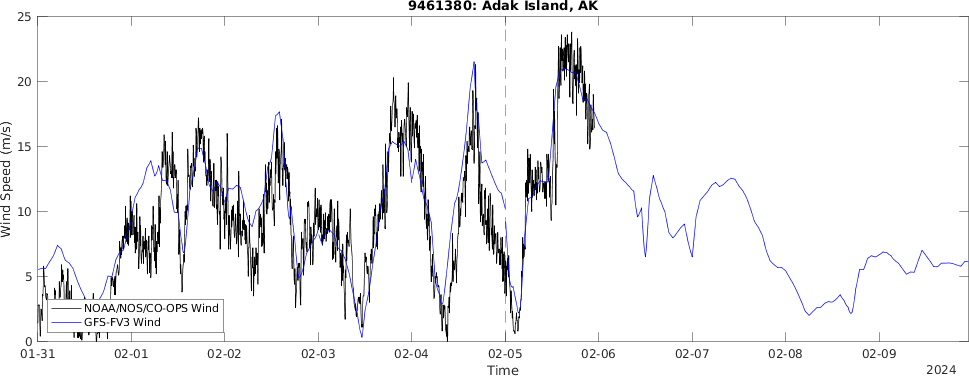 9461380: Adak Island, AK
Wind Speed (m/s)
25
20
15
10
5
0
NOAA/NOS/CO-OPS Wind
GFS-FV3 Wind
01-31 02-01 02-02 02-03 02-04 02-05 02-06 02-07 02-08 02-09
Time
2024